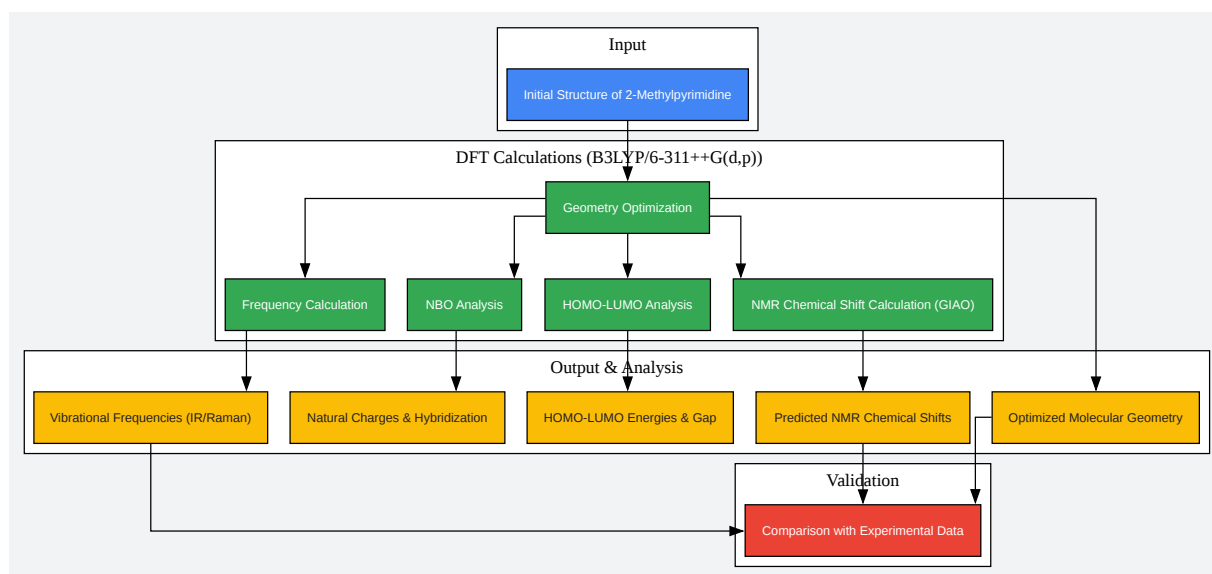 Input
Initial Structure of 2-Methylpyrimidine
DFT Calculations (B3LYP/6-311++G(d,p))
Geometry Optimization
Frequency Calculation
NBO Analysis
HOMO-LUMO Analysis
NMR Chemical Shift Calculation (GIAO)
Output & Analysis
Vibrational Frequencies (IR/Raman)
Natural Charges & Hybridization
HOMO-LUMO Energies & Gap
Predicted NMR Chemical Shifts
Optimized Molecular Geometry
Validation
Comparison with Experimental Data